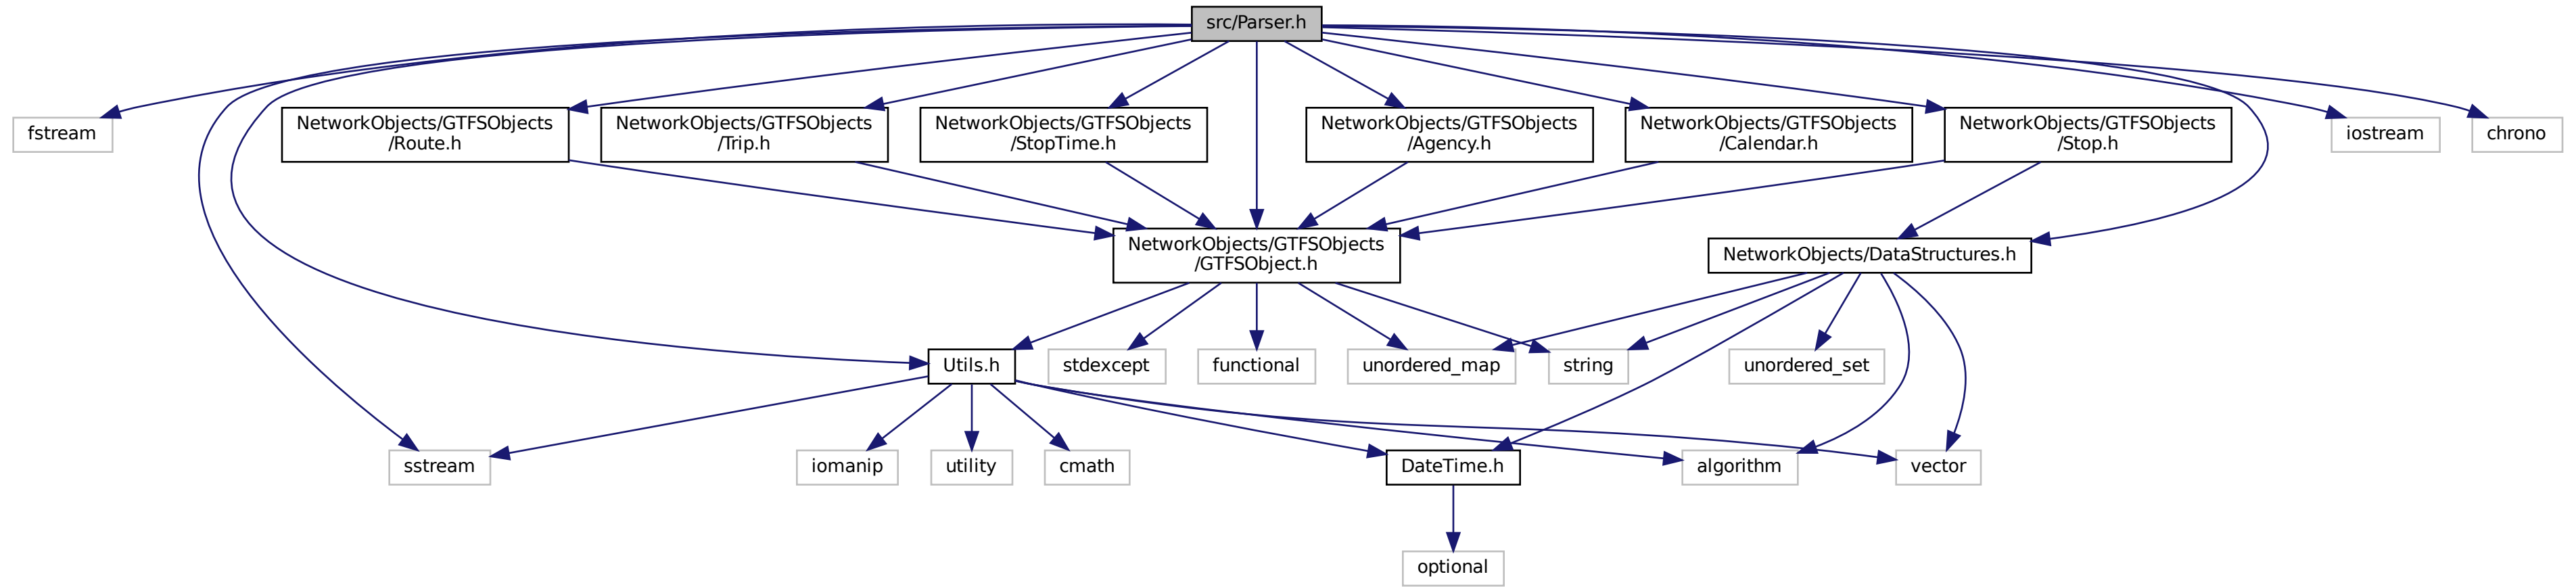 src/Parser.h
fstream
NetworkObjects/GTFSObjects
/Route.h
NetworkObjects/GTFSObjects
/Trip.h
NetworkObjects/GTFSObjects
/StopTime.h
NetworkObjects/GTFSObjects
/Agency.h
NetworkObjects/GTFSObjects
/Calendar.h
NetworkObjects/GTFSObjects
/Stop.h
iostream
chrono
NetworkObjects/GTFSObjects
/GTFSObject.h
NetworkObjects/DataStructures.h
Utils.h
stdexcept
functional
unordered_map
string
unordered_set
sstream
iomanip
utility
cmath
DateTime.h
algorithm
vector
optional